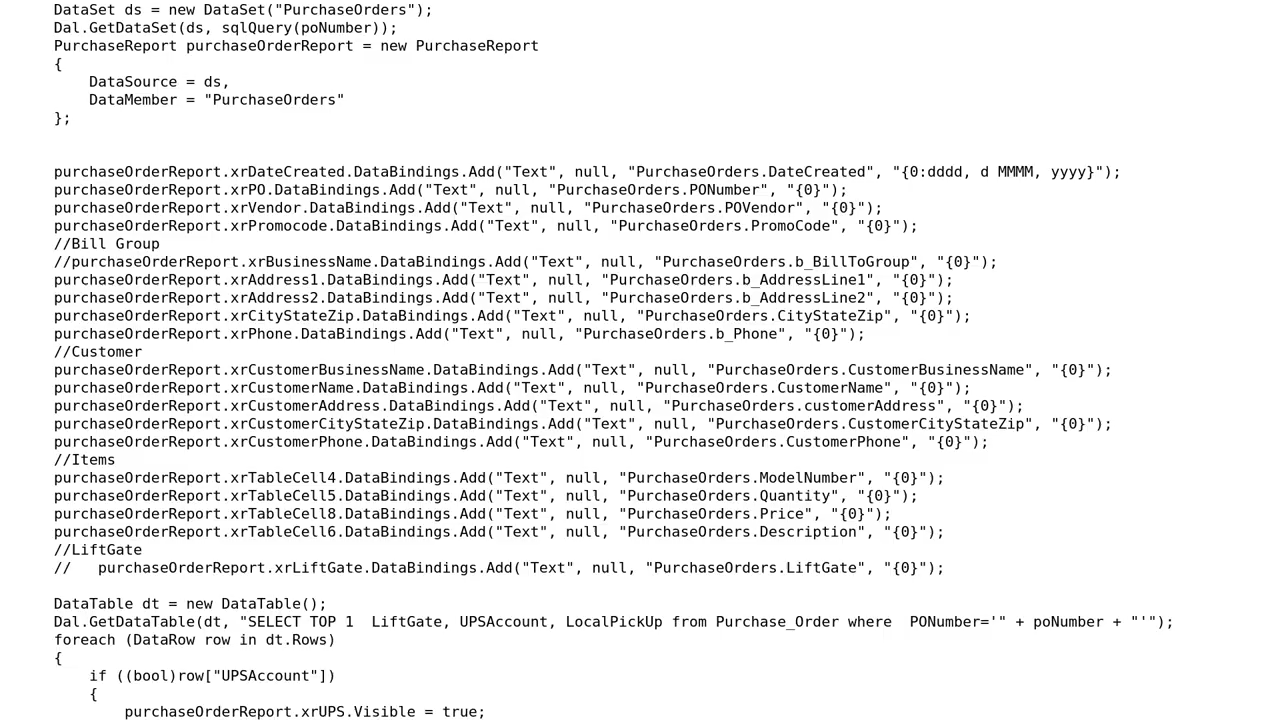 DataSet ds = new DataSet("PurchaseOrders");
Dal.GetDataSet(ds, sqlQuery(poNumber));
PurchaseReport purchaseOrderReport = new PurchaseReport
{
    DataSource = ds,
    DataMember = "PurchaseOrders"
};
purchaseOrderReport.xrDateCreated.DataBindings.Add("Text", null, "PurchaseOrders.DateCreated", "{0:dddd, d MMMM, yyyy}");
purchaseOrderReport.xrPO.DataBindings.Add("Text", null, "PurchaseOrders.PONumber", "{0}");
purchaseOrderReport.xrVendor.DataBindings.Add("Text", null, "PurchaseOrders.POVendor", "{0}");
purchaseOrderReport.xrPromocode.DataBindings.Add("Text", null, "PurchaseOrders.PromoCode", "{0}");
//Bill Group
//purchaseOrderReport.xrBusinessName.DataBindings.Add("Text", null, "PurchaseOrders.b_BillToGroup", "{0}");
purchaseOrderReport.xrAddress1.DataBindings.Add("Text", null, "PurchaseOrders.b_AddressLine1", "{0}");
purchaseOrderReport.xrAddress2.DataBindings.Add("Text", null, "PurchaseOrders.b_AddressLine2", "{0}");
purchaseOrderReport.xrCityStateZip.DataBindings.Add("Text", null, "PurchaseOrders.CityStateZip", "{0}");
purchaseOrderReport.xrPhone.DataBindings.Add("Text", null, "PurchaseOrders.b_Phone", "{0}");
//Customer
purchaseOrderReport.xrCustomerBusinessName.DataBindings.Add("Text", null, "PurchaseOrders.CustomerBusinessName", "{0}");
purchaseOrderReport.xrCustomerName.DataBindings.Add("Text", null, "PurchaseOrders.CustomerName", "{0}");
purchaseOrderReport.xrCustomerAddress.DataBindings.Add("Text", null, "PurchaseOrders.customerAddress", "{0}");
purchaseOrderReport.xrCustomerCityStateZip.DataBindings.Add("Text", null, "PurchaseOrders.CustomerCityStateZip", "{0}");
purchaseOrderReport.xrCustomerPhone.DataBindings.Add("Text", null, "PurchaseOrders.CustomerPhone", "{0}");
//Items
purchaseOrderReport.xrTableCell4.DataBindings.Add("Text", null, "PurchaseOrders.ModelNumber", "{0}");
purchaseOrderReport.xrTableCell5.DataBindings.Add("Text", null, "PurchaseOrders.Quantity", "{0}");
purchaseOrderReport.xrTableCell8.DataBindings.Add("Text", null, "PurchaseOrders.Price", "{0}");
purchaseOrderReport.xrTableCell6.DataBindings.Add("Text", null, "PurchaseOrders.Description", "{0}");
//LiftGate
//   purchaseOrderReport.xrLiftGate.DataBindings.Add("Text", null, "PurchaseOrders.LiftGate", "{0}");
DataTable dt = new DataTable();
Dal.GetDataTable(dt, "SELECT TOP 1  LiftGate, UPSAccount, LocalPickUp from Purchase_Order where  PONumber='" + poNumber + "'");
foreach (DataRow row in dt.Rows)
{
    if ((bool)row["UPSAccount"])
    {
        purchaseOrderReport.xrUPS.Visible = true;